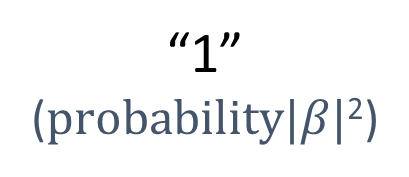 “1”
(probability|𝛽|²)